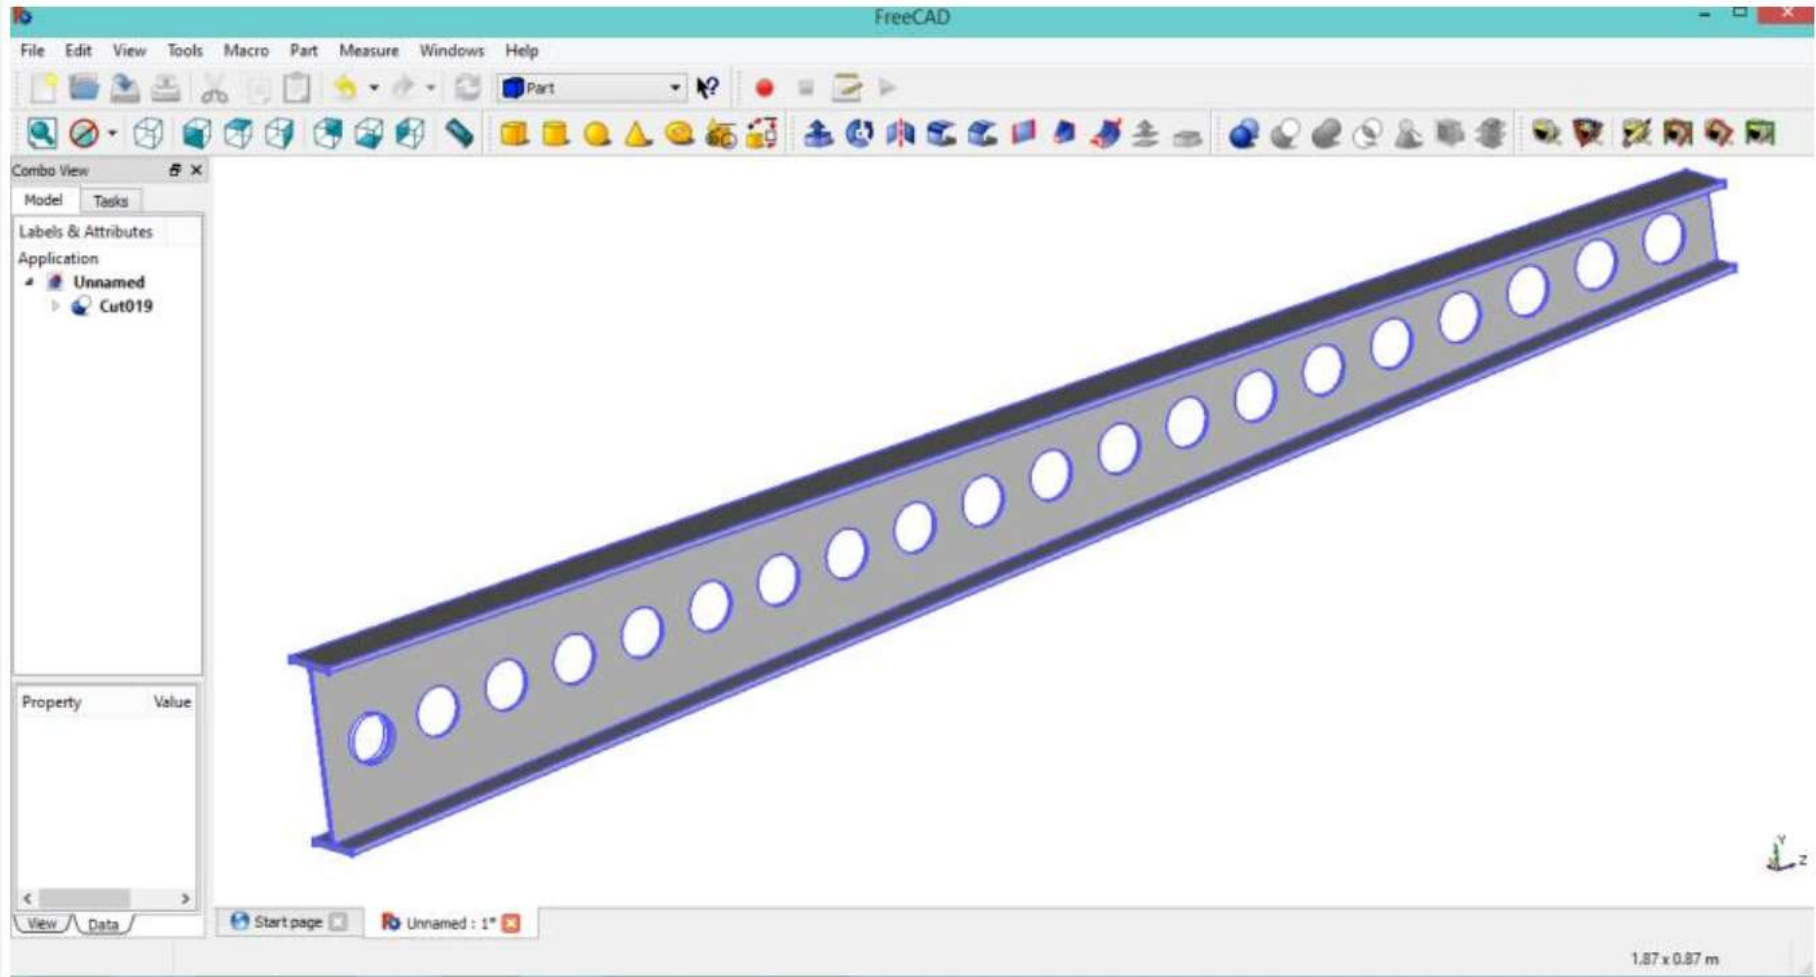 FreeCAD
File Edit View Tools Macro Part Measure Windows Help
Part
Combo View
Model Tasks
Labels & Attributes
Application
Unnamed
Cut019
Property Value
View Data
Start page Unnamed : 1*
1.87 x 0.87 m
Y
Z